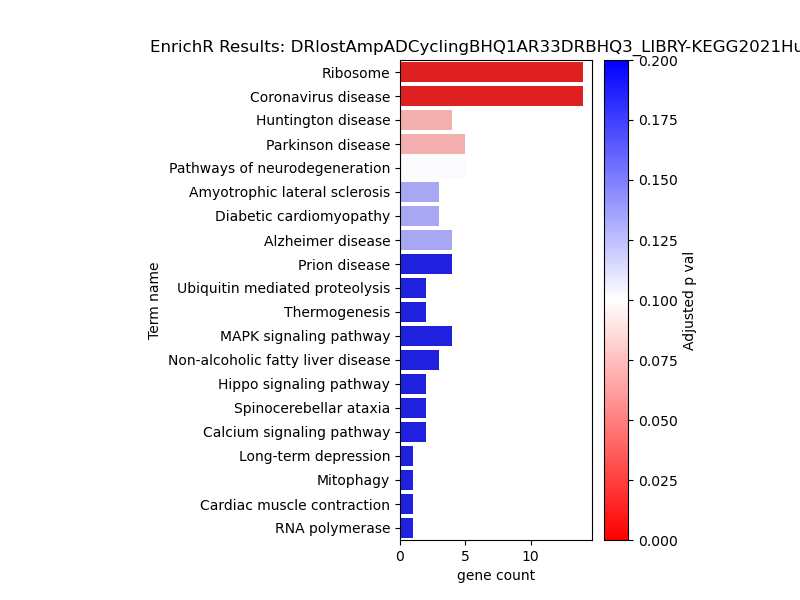 EnrichR Results: DRlostAmpADCyclingBHQ1AR33DRBHQ3_LIBRY-KEGG2021Hu
Ribosome
Coronavirus disease
Huntington disease
Parkinson disease
Pathways of neurodegeneration
Amyotrophic lateral sclerosis
Diabetic cardiomyopathy
Alzheimer disease
Prion disease
Ubiquitin mediated proteolysis
Thermogenesis
MAPK signaling pathway
Non-alcoholic fatty liver disease
Hippo signaling pathway
Spinocerebellar ataxia
Calcium signaling pathway
Long-term depression
Mitophagy
Cardiac muscle contraction
RNA polymerase
Term name
0 5 10
gene count
0.200
0.175
0.150
0.125
0.100
0.075
0.050
0.025
0.000
Adjusted p val